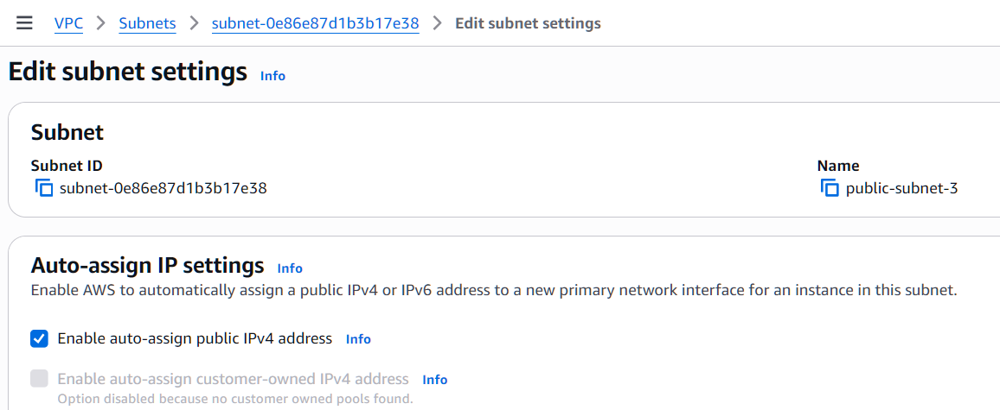 VPC > Subnets > subnet-0e86e87d1b3b17e38 > Edit subnet settings
Edit subnet settings Info
Subnet
Subnet ID Name
subnet-0e86e87d1b3b17e38 public-subnet-3
Auto-assign IP settings Info
Enable AWS to automatically assign a public IPv4 or IPv6 address to a new primary network interface for an instance in this subnet.
Enable auto-assign public IPv4 address Info
Enable auto-assign customer-owned IPv4 address Info
Option disabled because no customer owned pools found.